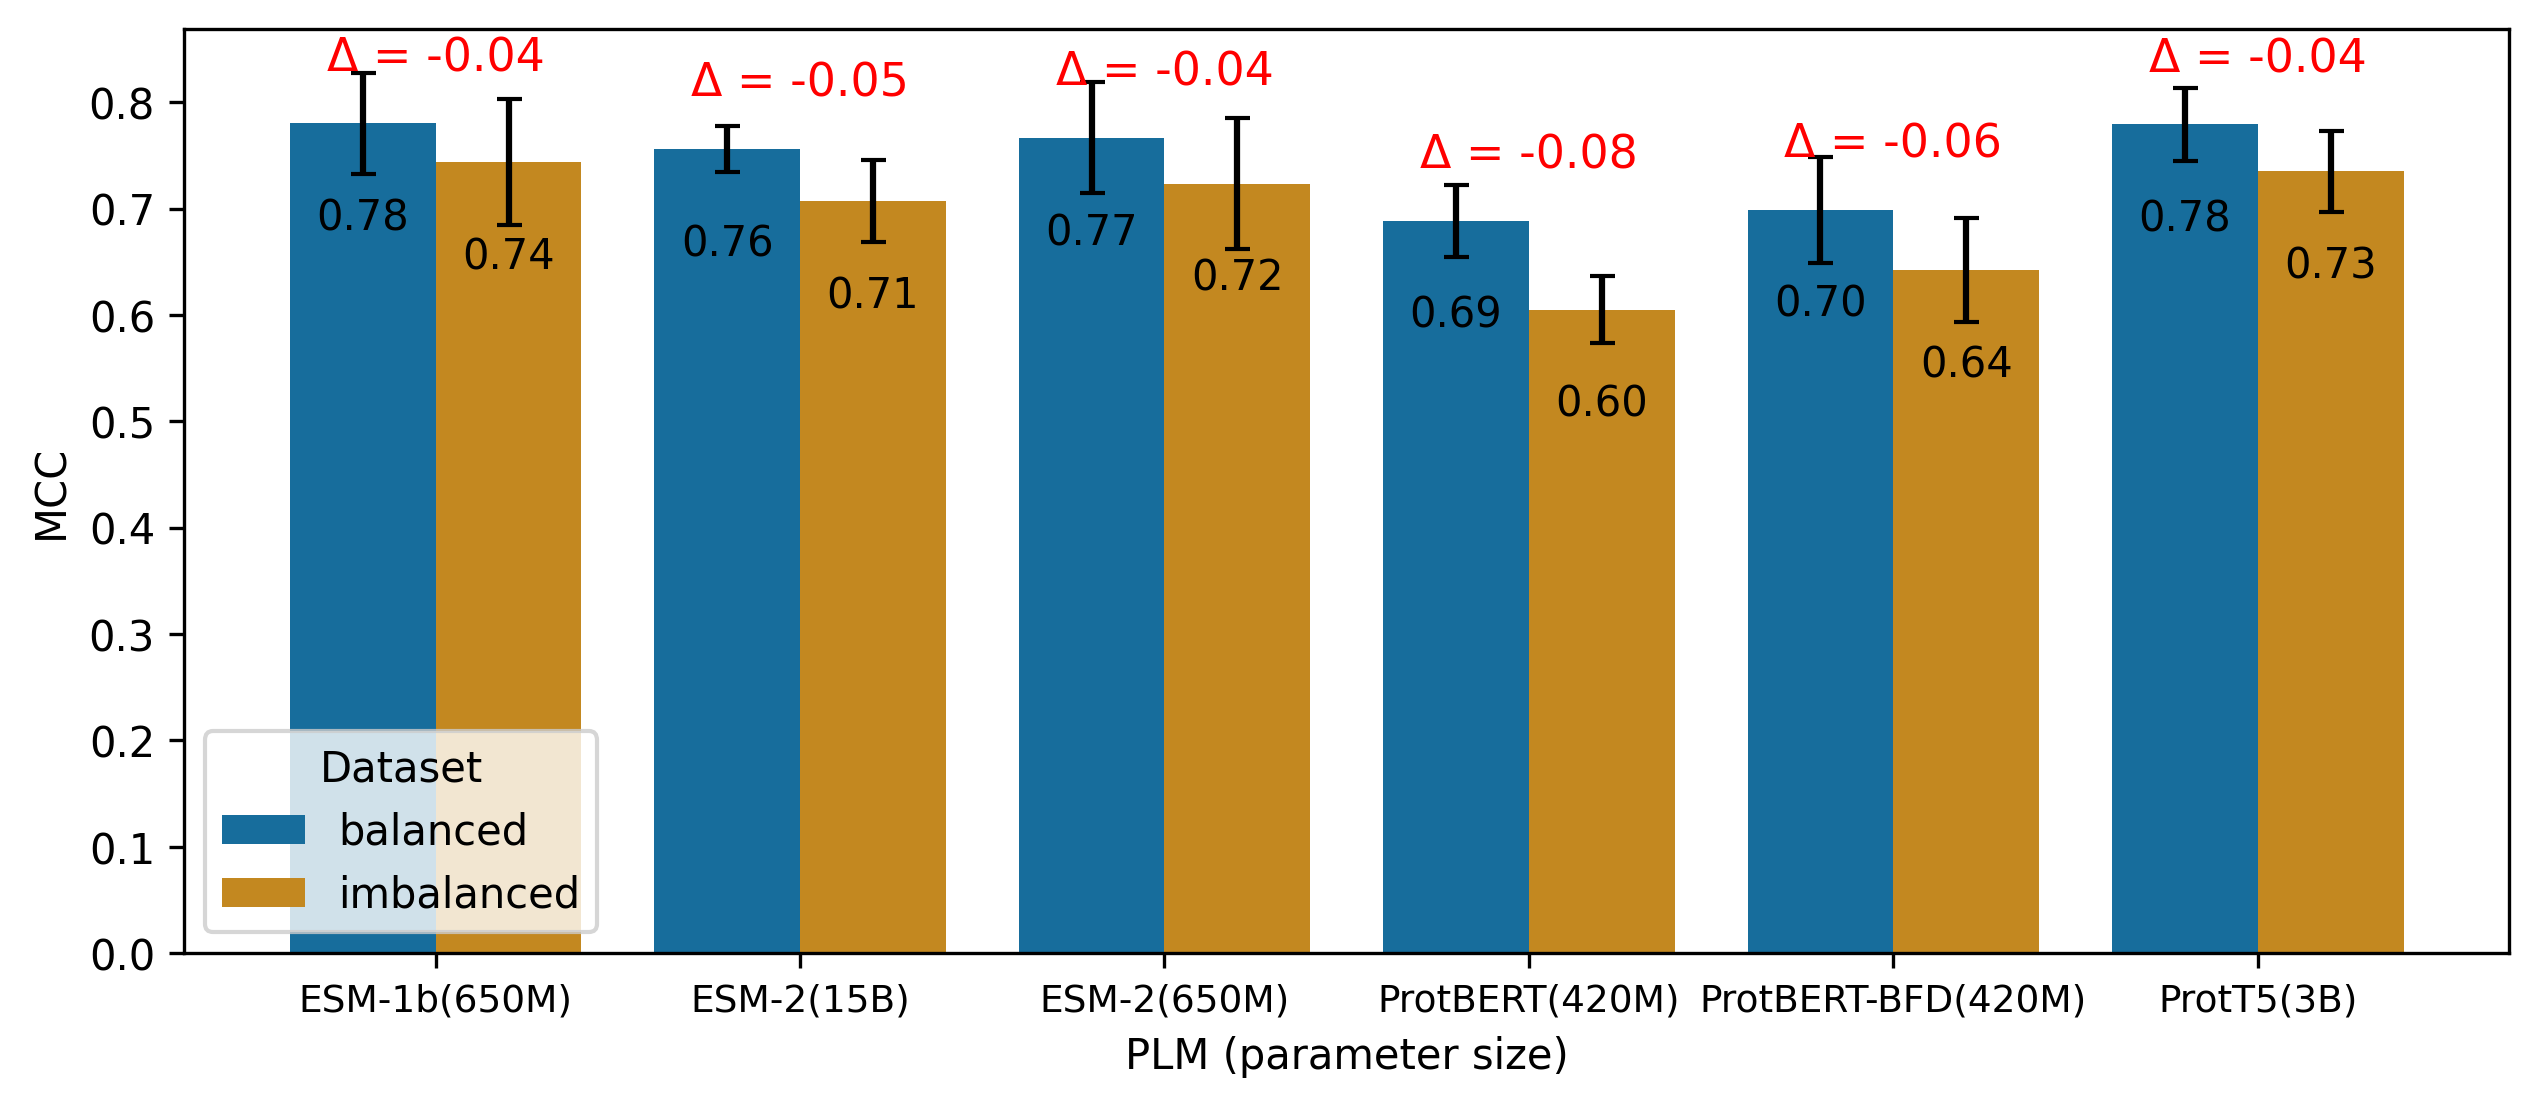 Δ = -0.04
Δ = -0.05
Δ = -0.04
Δ = -0.08
Δ = -0.06
Δ = -0.04
0.78
0.74
0.76
0.71
0.77
0.72
0.69
0.60
0.70
0.64
0.78
0.73
MCC
0.8
0.7
0.6
0.5
0.4
0.3
0.2
0.1
0.0
Dataset
balanced
imbalanced
ESM-1b(650M)
ESM-2(15B)
ESM-2(650M)
ProtBERT(420M)
ProtBERT-BFD(420M)
ProtT5(3B)
PLM (parameter size)